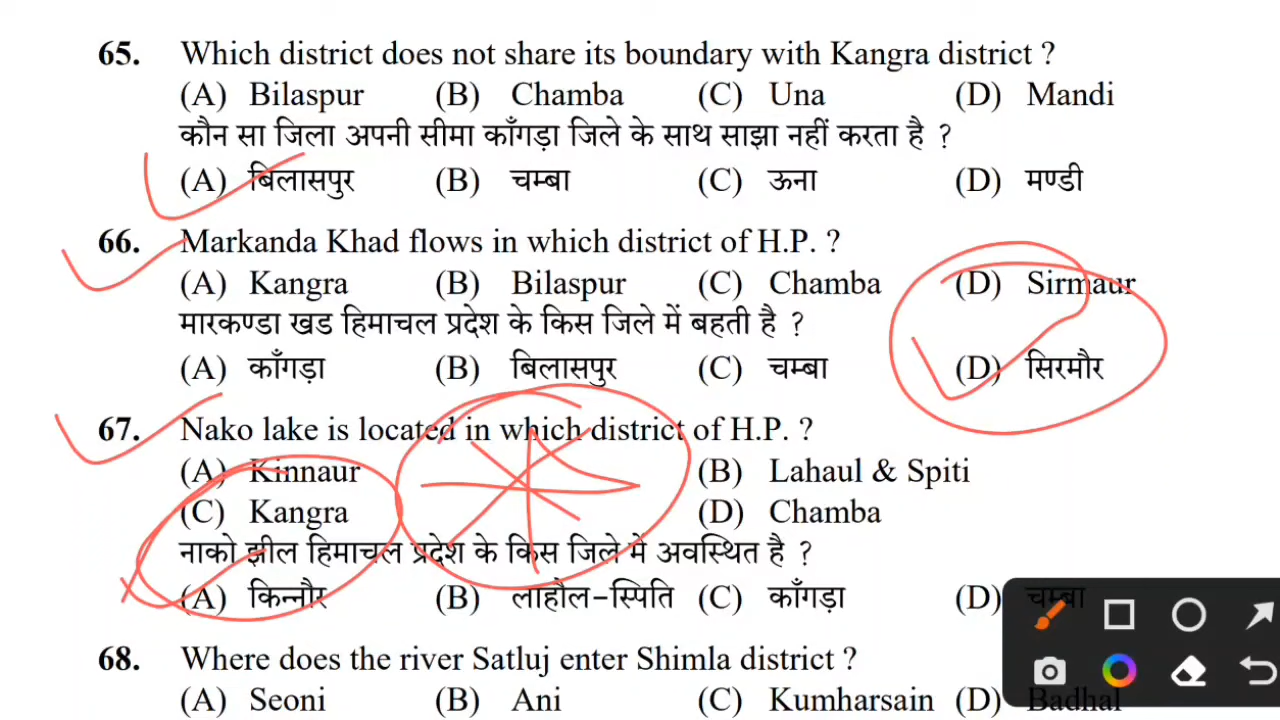 65. Which district does not share its boundary with Kangra district ?
(A) Bilaspur (B) Chamba (C) Una (D) Mandi
कौन सा जिला अपनी सीमा काँगड़ा जिले के साथ साझा नहीं करता है ?
(A) बिलासपुर (B) चम्बा (C) ऊना (D) मण्डी
66. Markanda Khad flows in which district of H.P. ?
(A) Kangra (B) Bilaspur (C) Chamba (D) Sirmaur
मारकण्डा खड हिमाचल प्रदेश के किस जिले में बहती है ?
(A) काँगड़ा (B) बिलासपुर (C) चम्बा (D) सिरमौर
67. Nako lake is located in which district of H.P. ?
(A) Kinnaur (B) Lahaul & Spiti
(C) Kangra (D) Chamba
नाको झील हिमाचल प्रदेश के किस जिले में अवस्थित है ?
(A) किन्नौर (B) लाहौल-स्पिति (C) काँगड़ा (D) चम्बा
68. Where does the river Satluj enter Shimla district ?
(A) Seoni (B) Ani (C) Kumharsain (D) Badhal